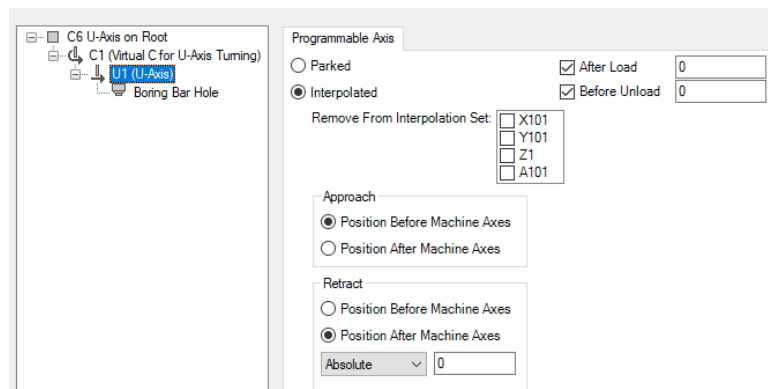 C6 U-Axis on Root
C1 (Virtual C for U-Axis Turning)
U1 (U-Axis)
Boring Bar Hole
Programmable Axis
Parked
After Load 0
Interpolated
Before Unload 0
Remove From Interpolation Set:
X101
Y101
Z1
A101
Approach
Position Before Machine Axes
Position After Machine Axes
Retract
Position Before Machine Axes
Position After Machine Axes
Absolute 0